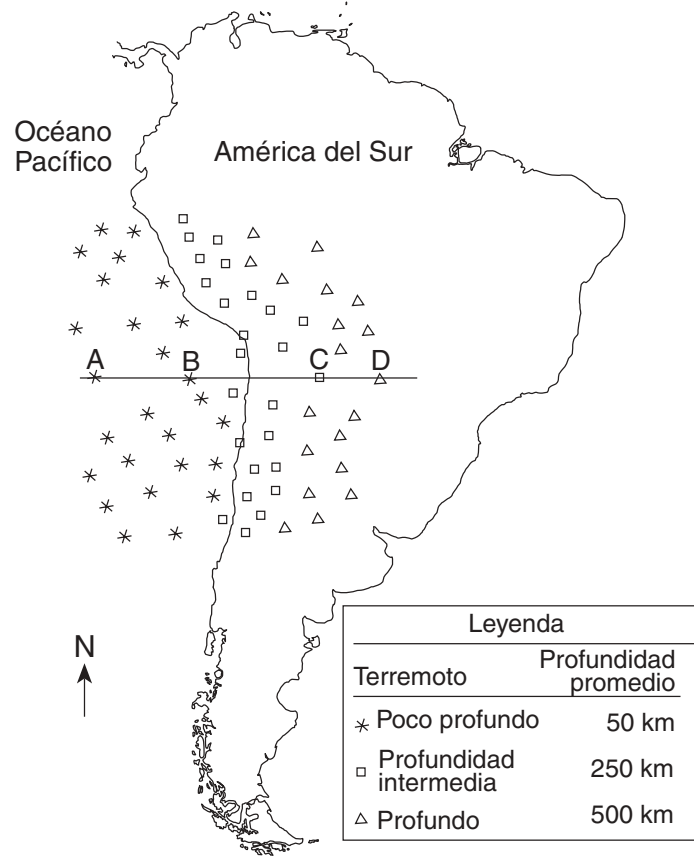 Océano
Pacífico
América del Sur
A
B
C
D
N
Leyenda
Terremoto
Profundidad
promedio
Poco profundo
50 km
Profundidad
intermedia
250 km
Profundo
500 km